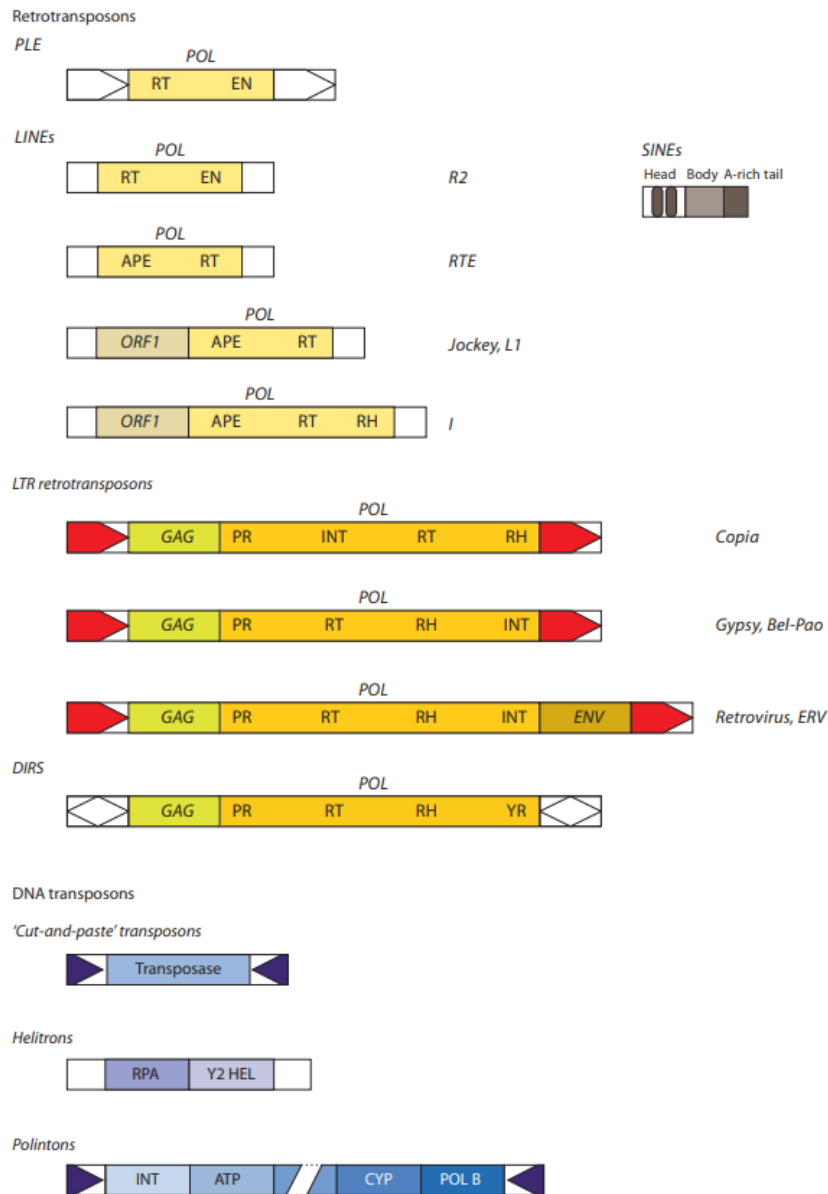 Retrotransposons
PLE
POL
RT EN
LINEs
POL
RT EN
R2
SINEs
Head Body A-rich tail
POL
APE RT
RTE
POL
ORF1 APE RT
Jockey, L1
POL
ORF1 APE RT RH
I
LTR retrotransposons
POL
GAG PR INT RT RH
Copia
POL
GAG PR RT RH INT
Gypsy, Bel-Pao
POL
GAG PR RT RH INT ENV
Retrovirus, ERV
DIRS
POL
GAG PR RT RH YR
DNA transposons
'Cut-and-paste' transposons
Transposase
Helitrons
RPA Y2 HEL
Polintons
INT ATP CYP POL B